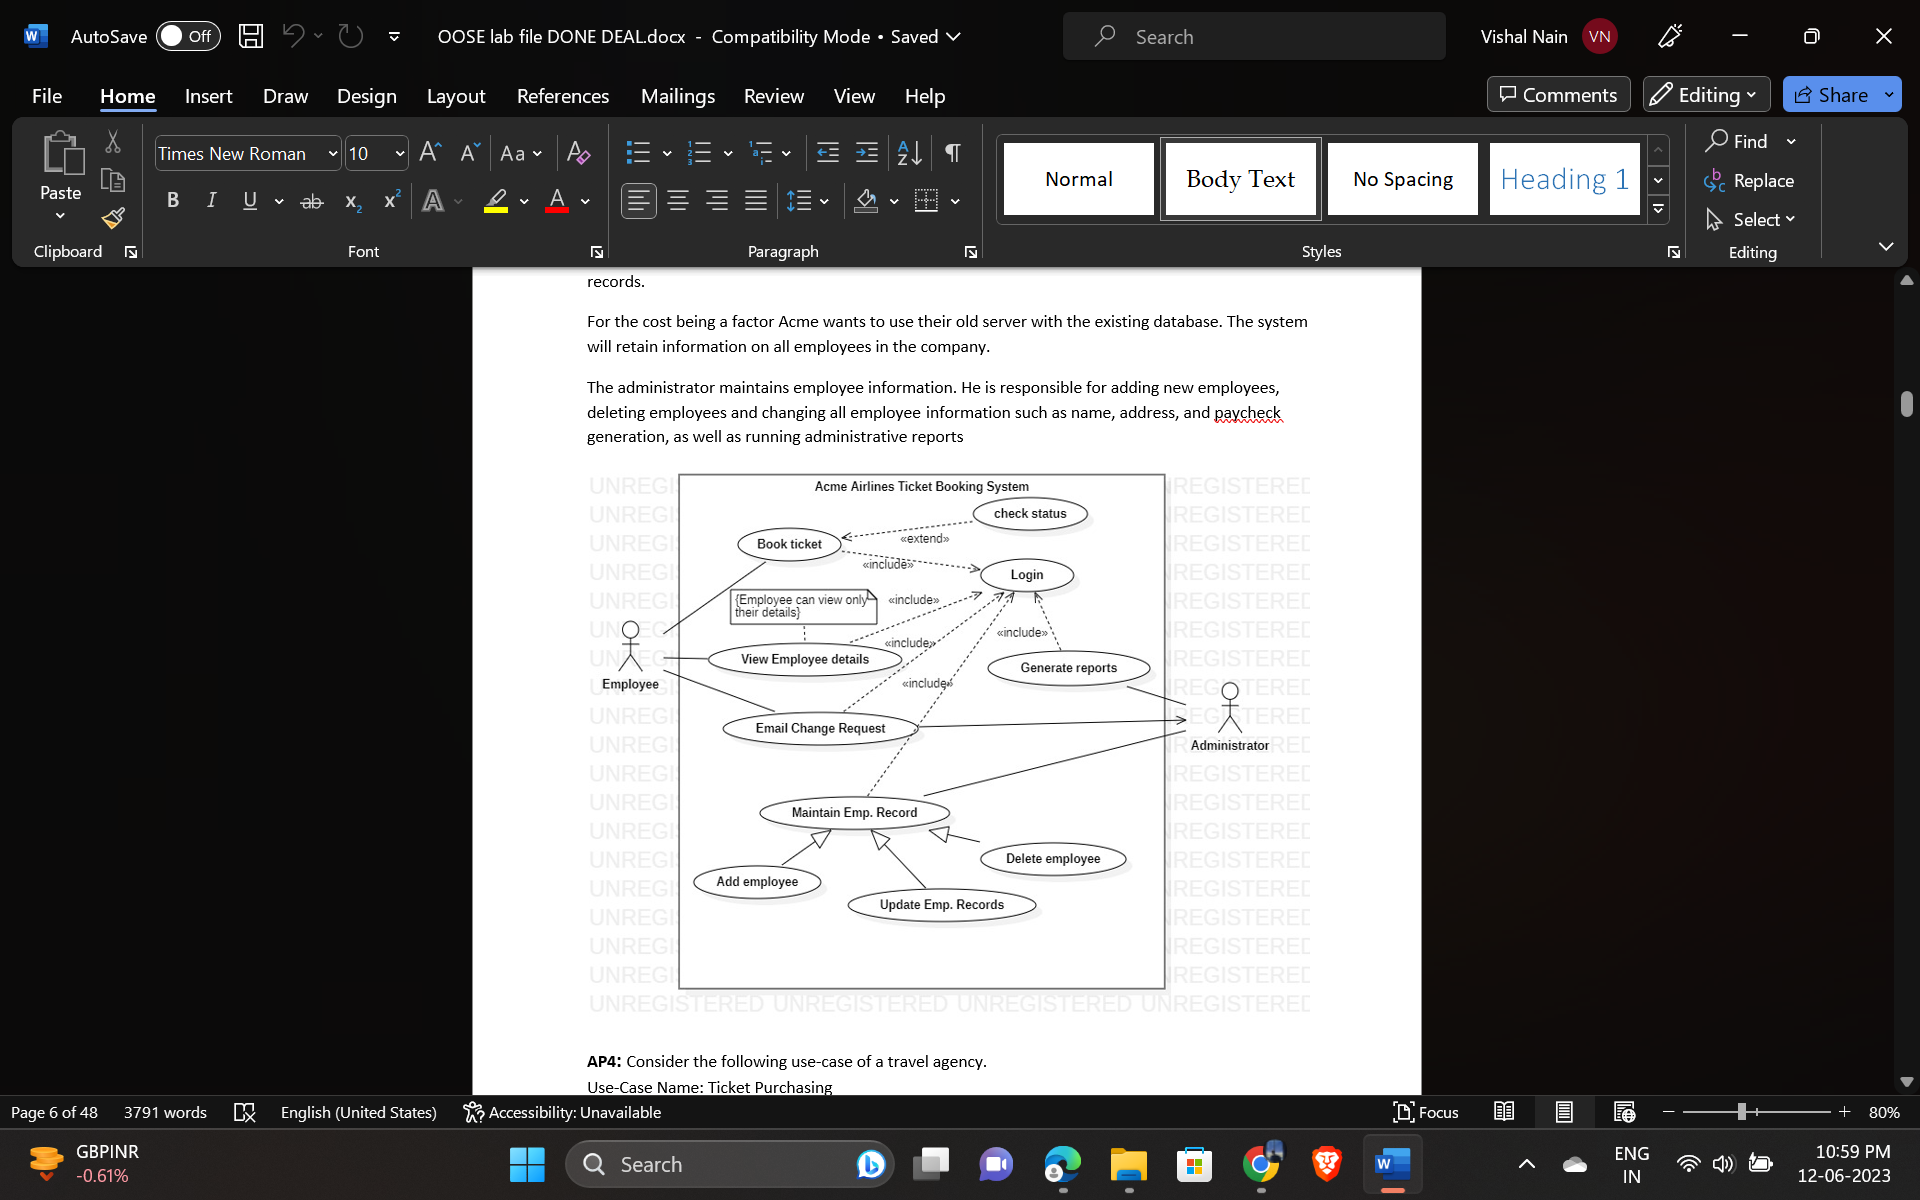 AutoSave Off OOSE lab file DONE DEAL.docx - Compatibility Mode • Saved Search Vishal Nain VN
File Home Insert Draw Design Layout References Mailings Review View Help Comments Editing Share
Paste
Clipboard
Times New Roman 10
Font
Paragraph
Normal Body Text No Spacing Heading 1
Styles
Find
Replace
Select
Editing
records.
For the cost being a factor Acme wants to use their old server with the existing database. The system
will retain information on all employees in the company.
The administrator maintains employee information. He is responsible for adding new employees,
deleting employees and changing all employee information such as name, address, and paycheck
generation, as well as running administrative reports
Acme Airlines Ticket Booking System
check status
Book ticket
«extend»
«include»
Login
{Employee can view only
their details}
«include»
«include»
«include»
View Employee details
Generate reports
Employee
«include»
Email Change Request
Administrator
Maintain Emp. Record
Delete employee
Add employee
Update Emp. Records
UNREGISTERED UNREGISTERED UNREGISTERED UNREGISTERED
AP4: Consider the following use-case of a travel agency.
Use-Case Name: Ticket Purchasing
Page 6 of 48 3791 words English (United States) Accessibility: Unavailable Focus 80%
GBPINR
-0.61%
Search
ENG
IN
10:59 PM
12-06-2023